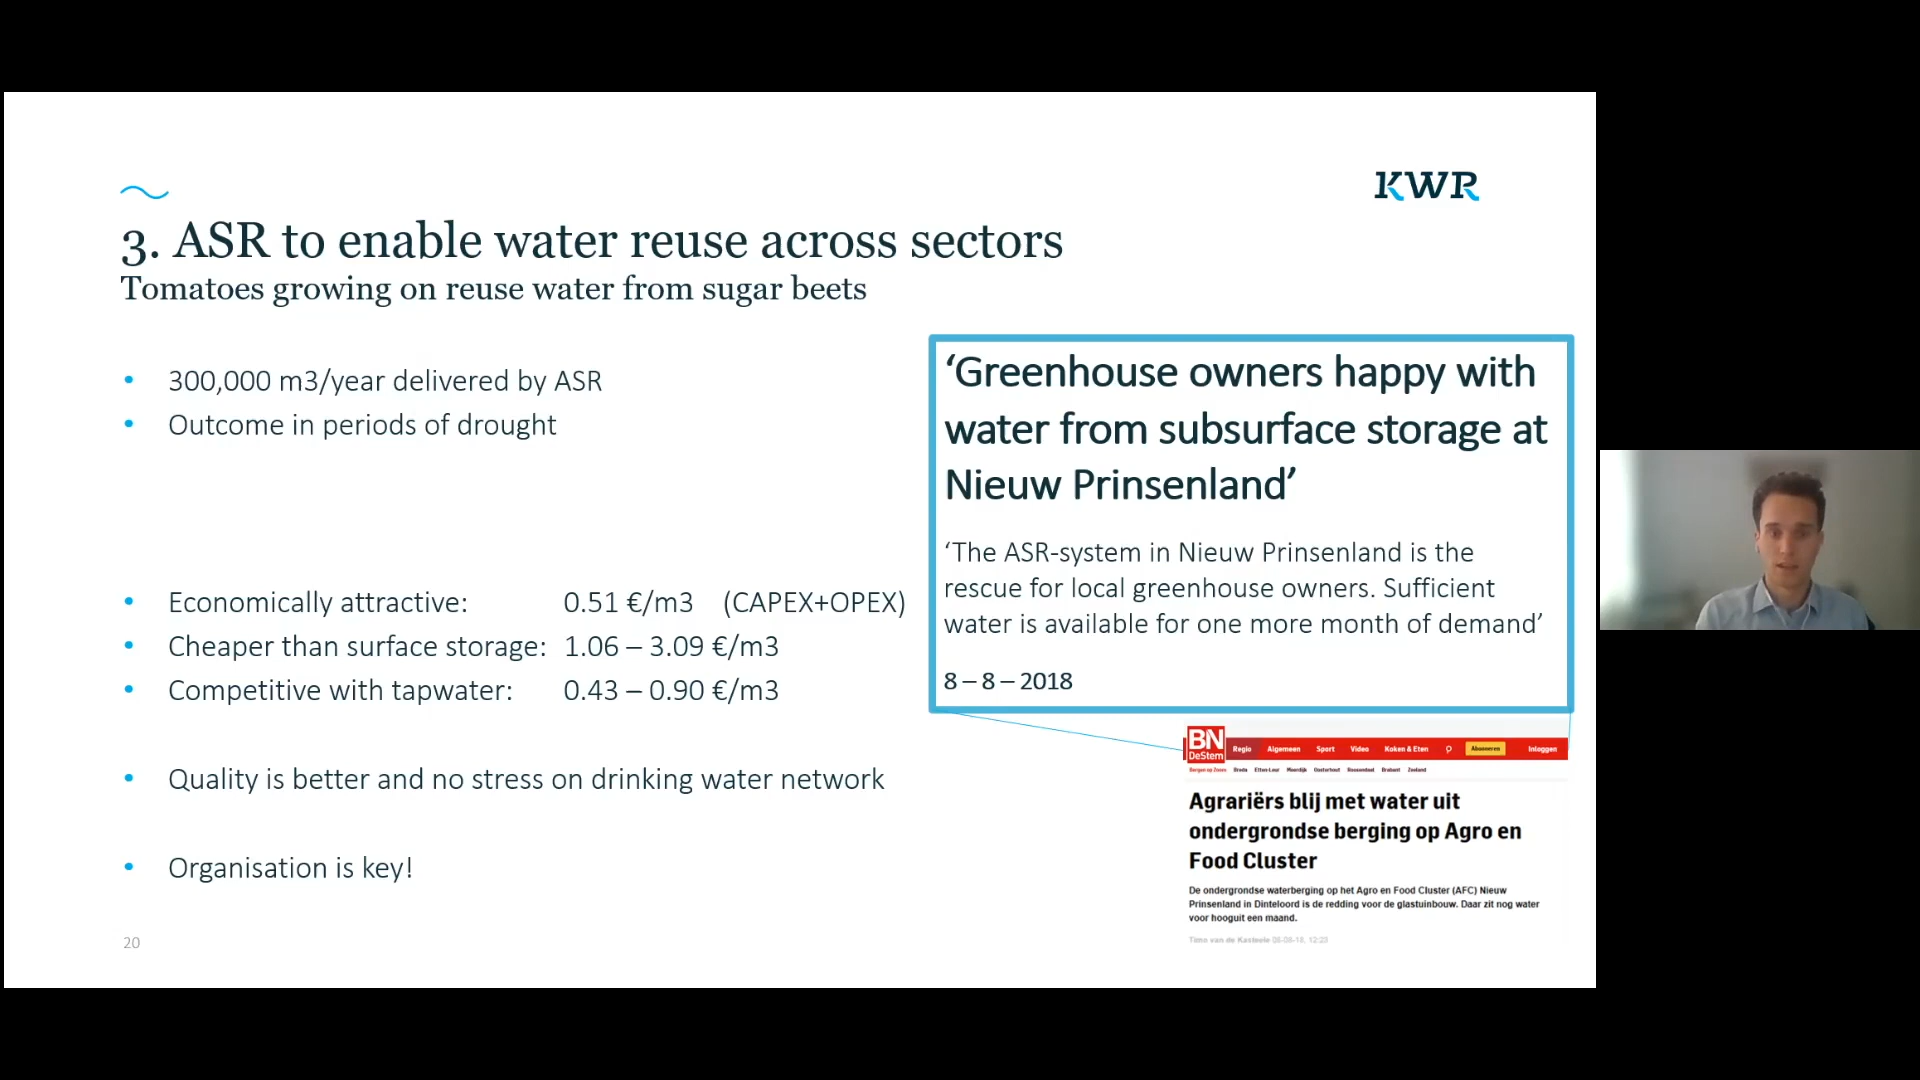 KWR
3. ASR to enable water reuse across sectors
Tomatoes growing on reuse water from sugar beets
• 300,000 m3/year delivered by ASR
• Outcome in periods of drought
• Economically attractive: 0.51 €/m3 (CAPEX+OPEX)
• Cheaper than surface storage: 1.06 – 3.09 €/m3
• Competitive with tapwater: 0.43 – 0.90 €/m3
• Quality is better and no stress on drinking water network
• Organisation is key!
20
‘Greenhouse owners happy with
water from subsurface storage at
Nieuw Prinsenland’
‘The ASR-system in Nieuw Prinsenland is the
rescue for local greenhouse owners. Sufficient
water is available for one more month of demand’
8 – 8 – 2018
BN
DeStem
Regio Algemeen Sport Video Koken & Eten Abonneren Inloggen
Bergen op Zoom Breda Etten-Leur Moerdijk Oosterhout Roosendaal Brabant Zeeland
Agrariërs blij met water uit
ondergrondse berging op Agro en
Food Cluster
De ondergrondse waterberging op het Agro en Food Cluster (AFC) Nieuw
Prinsenland in Dinteloord is de redding voor de glastuinbouw. Daar zit nog water
voor hooguit een maand.
Timo van de Kasteele 08-08-18, 12:23